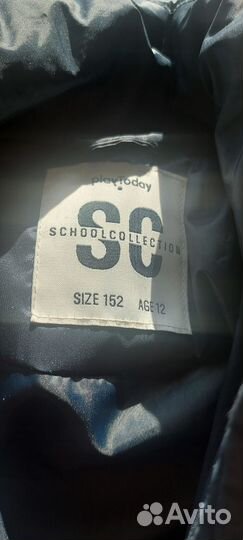 playToday
SC
SCHOOLCOLLECTION
SIZE 152 AGE 12
Avito